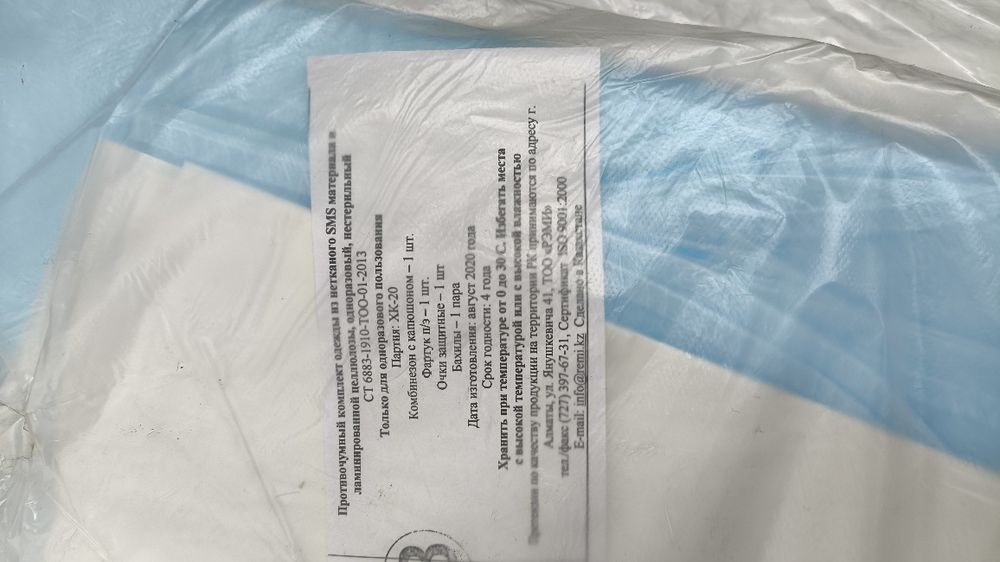 Противочумный комплект одежды из нетканого SMS материала и
ламинированной целлюлозы, одноразовый, нестерильный
СТ 6883-1910-ТОО-01-2013
Только для одноразового пользования
Партия: ХК-20
Комбинезон с капюшоном – 1 шт.
Фартук п/э – 1 шт.
Очки защитные – 1 шт
Бахилы – 1 пара
Дата изготовления: август 2020 года
Срок годности: 4 года
Хранить при температуре от 0 до 30 С. Избегать места
с высокой температурой или с высокой влажностью
по качеству продукции на территории РК принимаются по адресу г.
Алматы, ул. Янушкевича 41, ТОО «РЭМИ»
тел./факс (727) 397-67-31, Сертификат ISO 9001:2000
E-mail: info@remi.kz Сделано в Казахстане
В